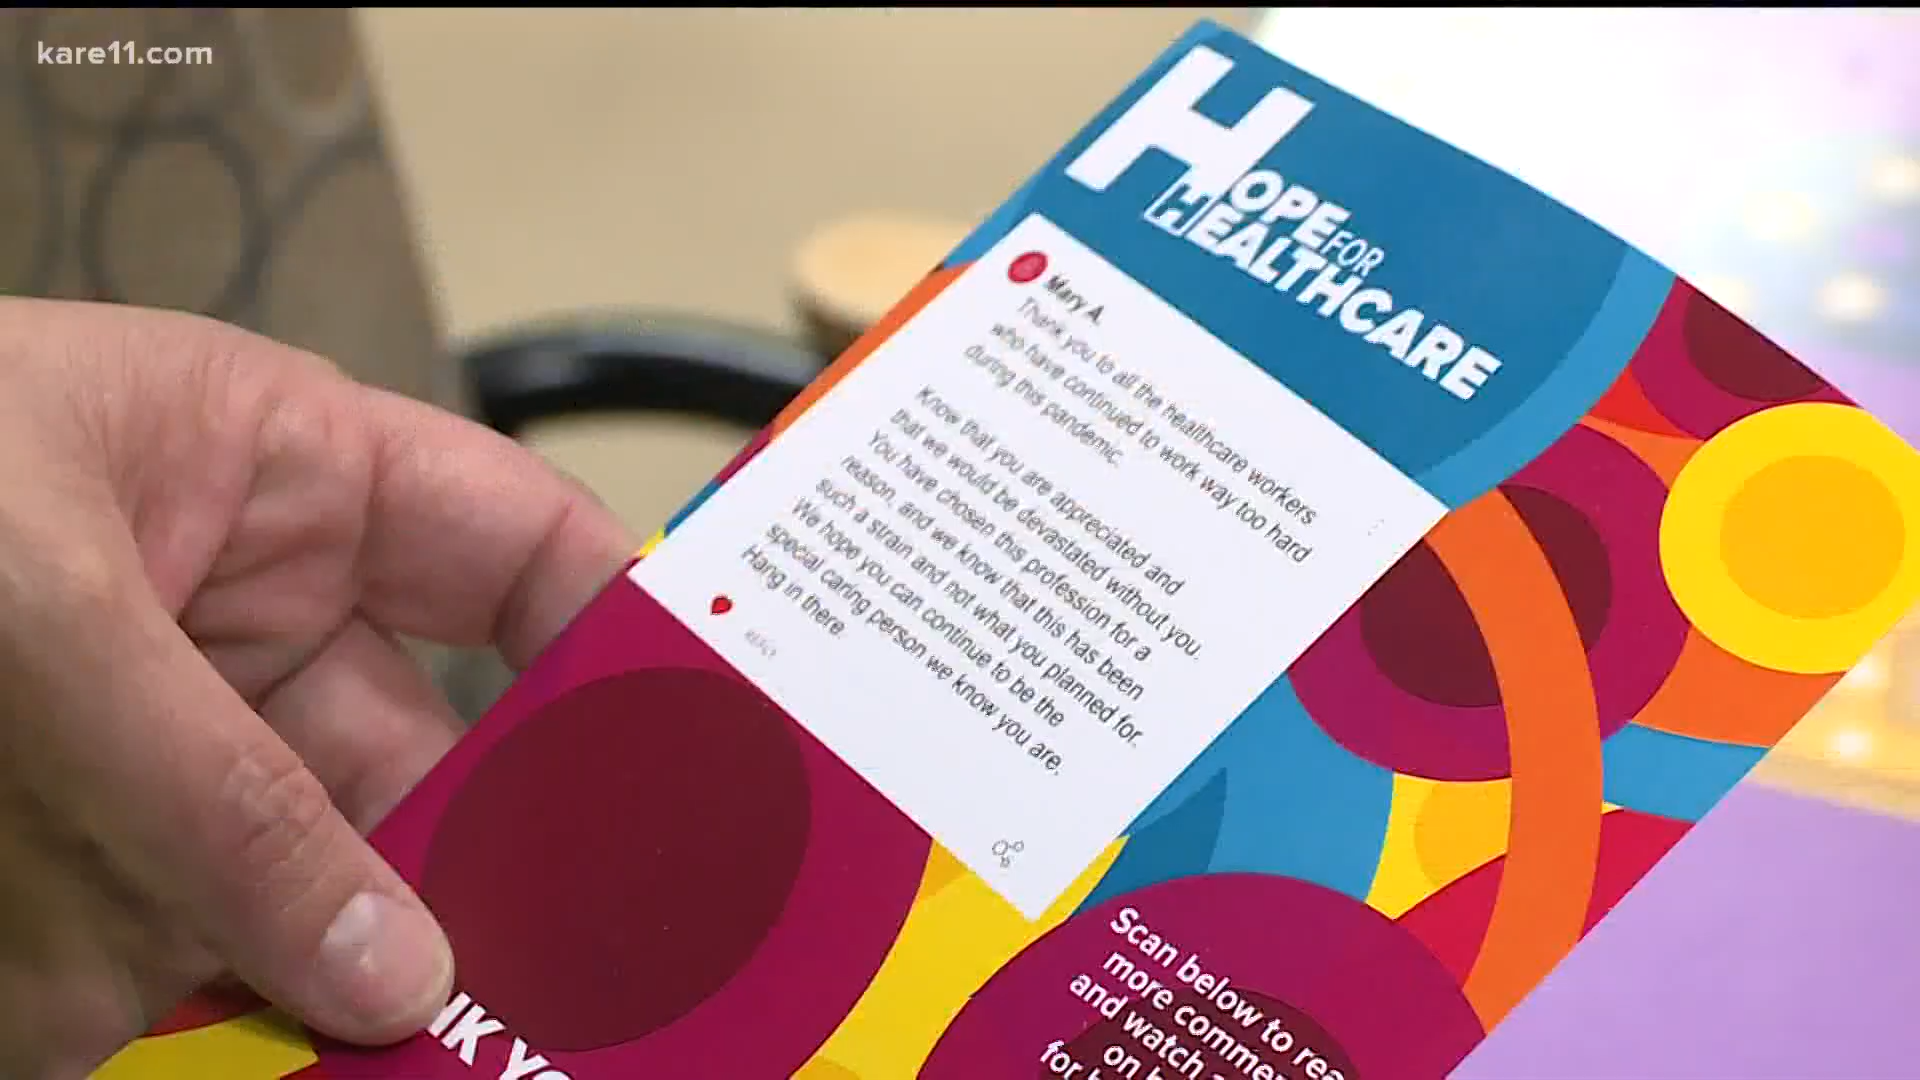 kare11.com
HOPE FOR
HEALTHCARE
Mary A.
Thank you to all the healthcare workers
who have continued to work way too hard
during this pandemic.
Know that you are appreciated and
that we would be devastated without you.
You have chosen this profession for a
reason, and we know that this has been
such a strain and not what you planned for.
We hope you can continue to be the
special caring person we know you are.
Hang in there.
Scan below to rea
more comme
and watch
on
for
NK YO